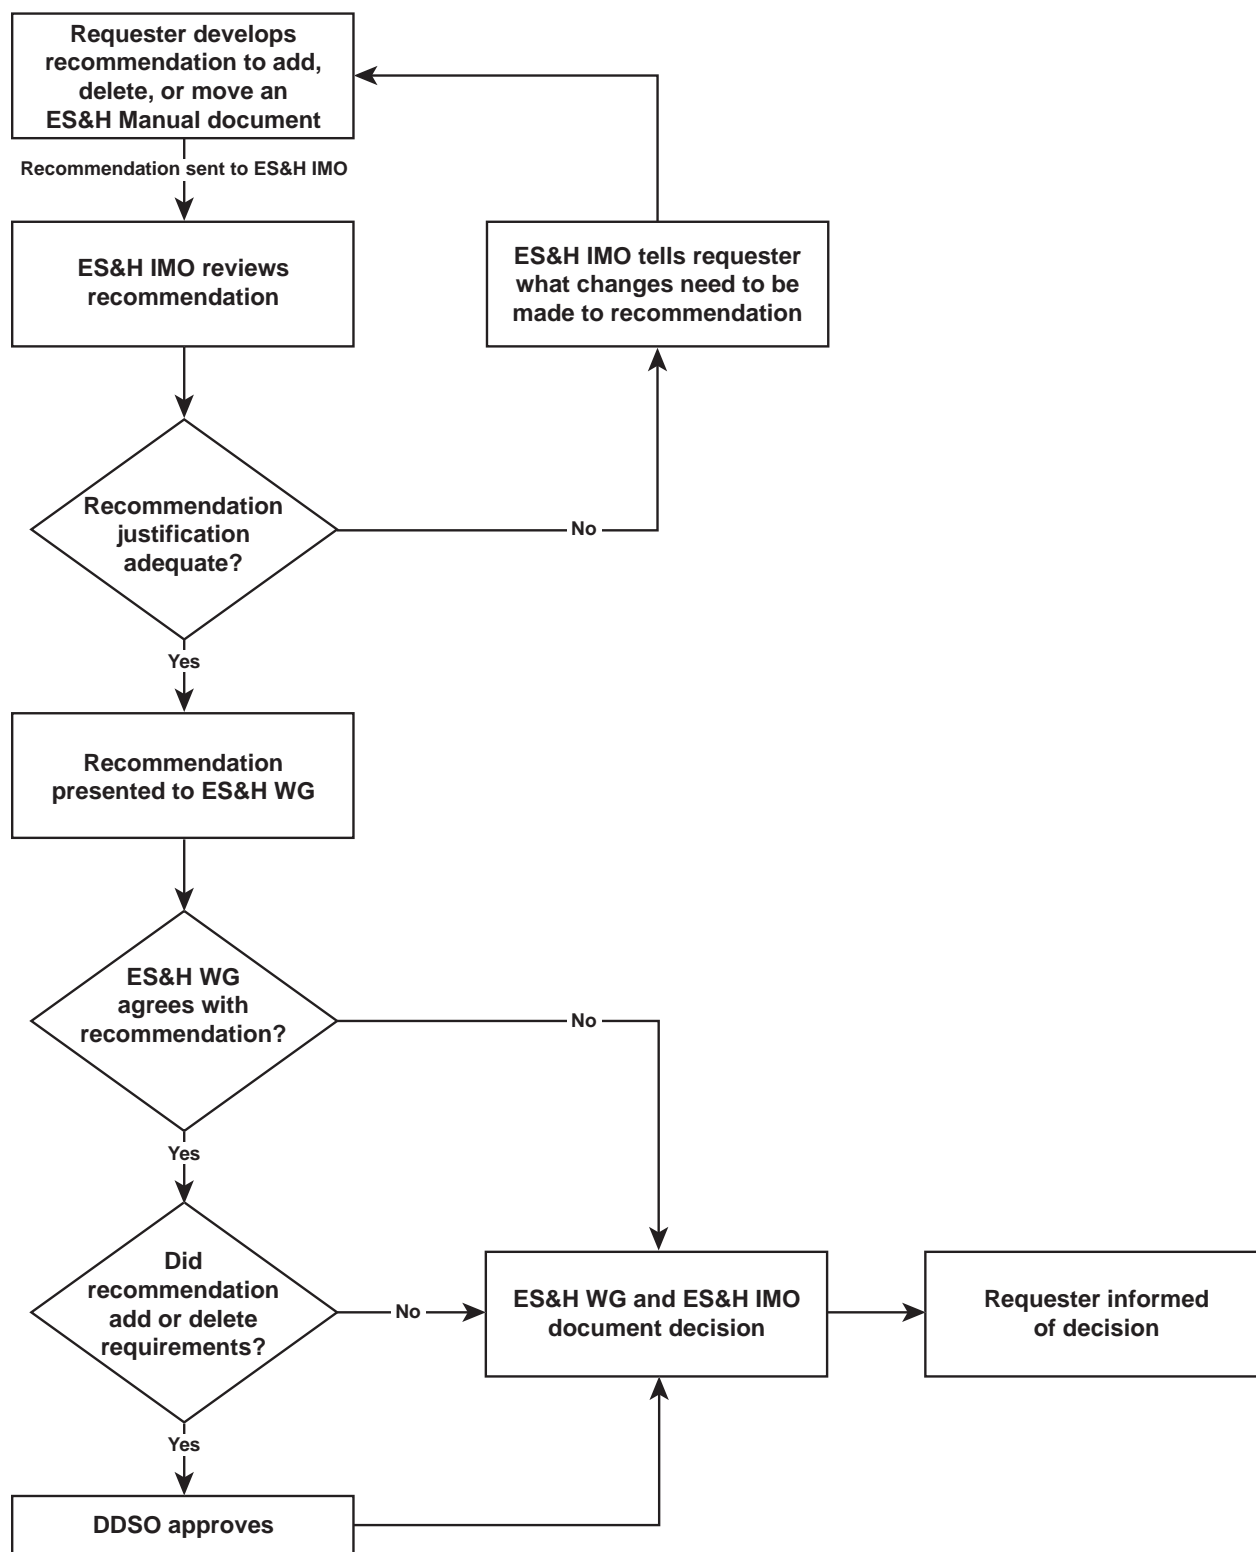 Requester develops
recommendation to add,
delete, or move an
ES&H Manual document
Recommendation sent to ES&H IMO
ES&H IMO reviews
recommendation
ES&H IMO tells requester
what changes need to be
made to recommendation
Recommendation
justification
adequate?
No
Yes
Recommendation
presented to ES&H WG
ES&H WG
agrees with
recommendation?
No
Yes
Did
recommendation
add or delete
requirements?
No
ES&H WG and ES&H IMO
document decision
Requester informed
of decision
Yes
DDSO approves